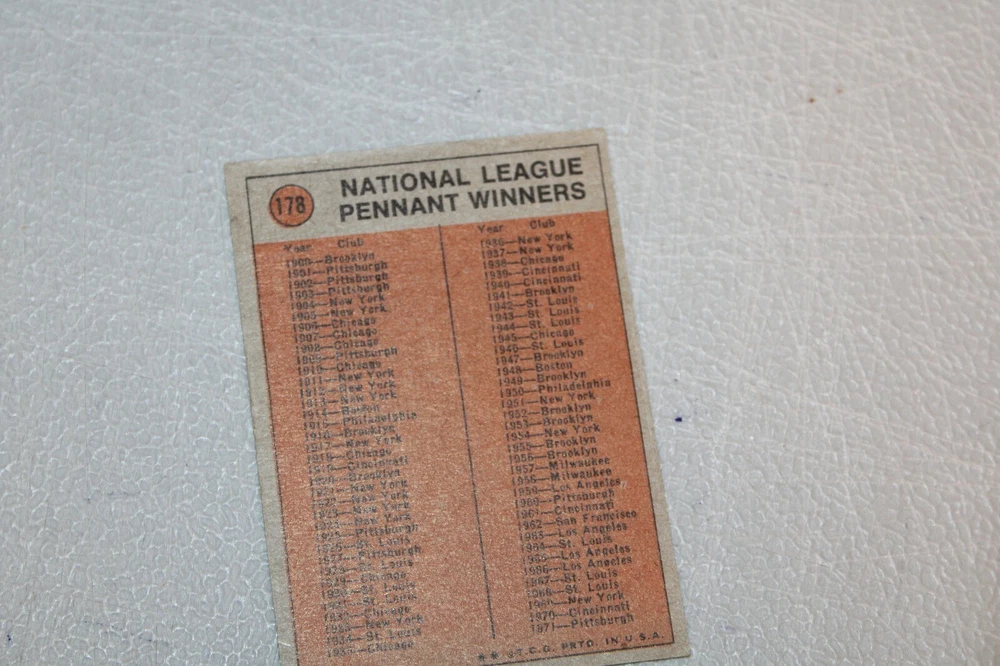 178
NATIONAL LEAGUE
PENNANT WINNERS
Year Club
1900—Brooklyn
1901—Pittsburgh
1902—Pittsburgh
1903—Pittsburgh
1904—New York
1905—New York
1906—Chicago
1907—Chicago
1908—Chicago
1909—Pittsburgh
1910—Chicago
1911—New York
1912—New York
1913—New York
1914—Boston
1915—Philadelphia
1916—Brooklyn
1917—New York
1918—Chicago
1919—Cincinnati
1920—Brooklyn
1921—New York
1922—New York
1923—New York
1924—New York
1925—Pittsburgh
1926—St. Louis
1927—Pittsburgh
1928—St. Louis
1929—Chicago
1930—St. Louis
1931—St. Louis
1932—Chicago
1933—New York
1934—St. Louis
1935—Chicago
Year Club
1936—New York
1937—New York
1938—Chicago
1939—Cincinnati
1940—Cincinnati
1941—Brooklyn
1942—St. Louis
1943—St. Louis
1944—St. Louis
1945—Chicago
1946—St. Louis
1947—Brooklyn
1948—Boston
1949—Brooklyn
1950—Philadelphia
1951—New York
1952—Brooklyn
1953—Brooklyn
1954—New York
1955—Brooklyn
1956—Brooklyn
1957—Milwaukee
1958—Milwaukee
1959—Los Angeles
1960—Pittsburgh
1961—Cincinnati
1962—San Francisco
1963—Los Angeles
1964—St. Louis
1965—Los Angeles
1966—Los Angeles
1967—St. Louis
1968—St. Louis
1969—New York
1970—Cincinnati
1971—Pittsburgh
** © T.C.G. PRTD. IN U.S.A.